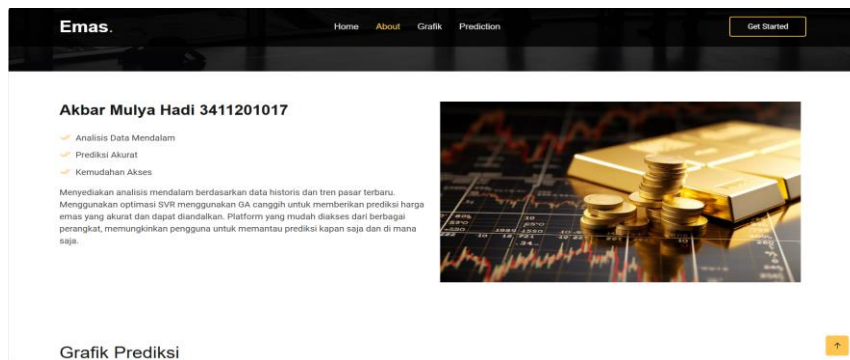 Emas.
Home About Grafik Prediction
Get Started
Akbar Mulya Hadi 3411201017
Analisis Data Mendalam
Prediksi Akurat
Kemudahan Akses
Menyediakan analisis mendalam berdasarkan data historis dan tren pasar terbaru.
Menggunakan optimasi SVR menggunakan GA canggih untuk memberikan prediksi harga
emas yang akurat dan dapat diandalkan. Platform yang mudah diakses dari berbagai
perangkat, memungkinkan pengguna untuk memantau prediksi kapan saja dan di mana
saja.
Grafik Prediksi